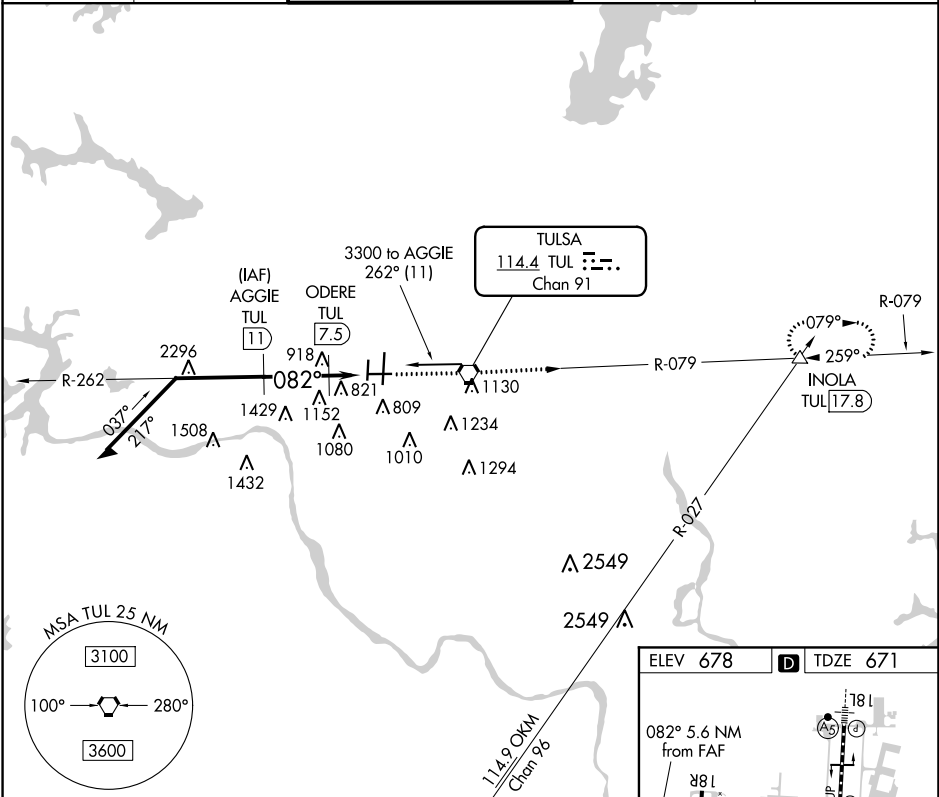 TULSA
114.4 TUL
Chan 91
3300 to AGGIE
262° (11)
(IAF)
AGGIE
TUL
11
ODERE
TUL
7.5
R-079
079°
259°
INOLA
TUL 17.8
R-079
R-262
2296
918
082°
821
1130
809
1429
1152
1234
1508
1080
1010
1432
1294
037°
217°
R-027
2549
2549
114.9 OKM
Chan 96
MSA TUL 25 NM
3100
100°
280°
3600
ELEV 678
D
TDZE 671
082° 5.6 NM
from FAF
18L
A5
P
18R
UP